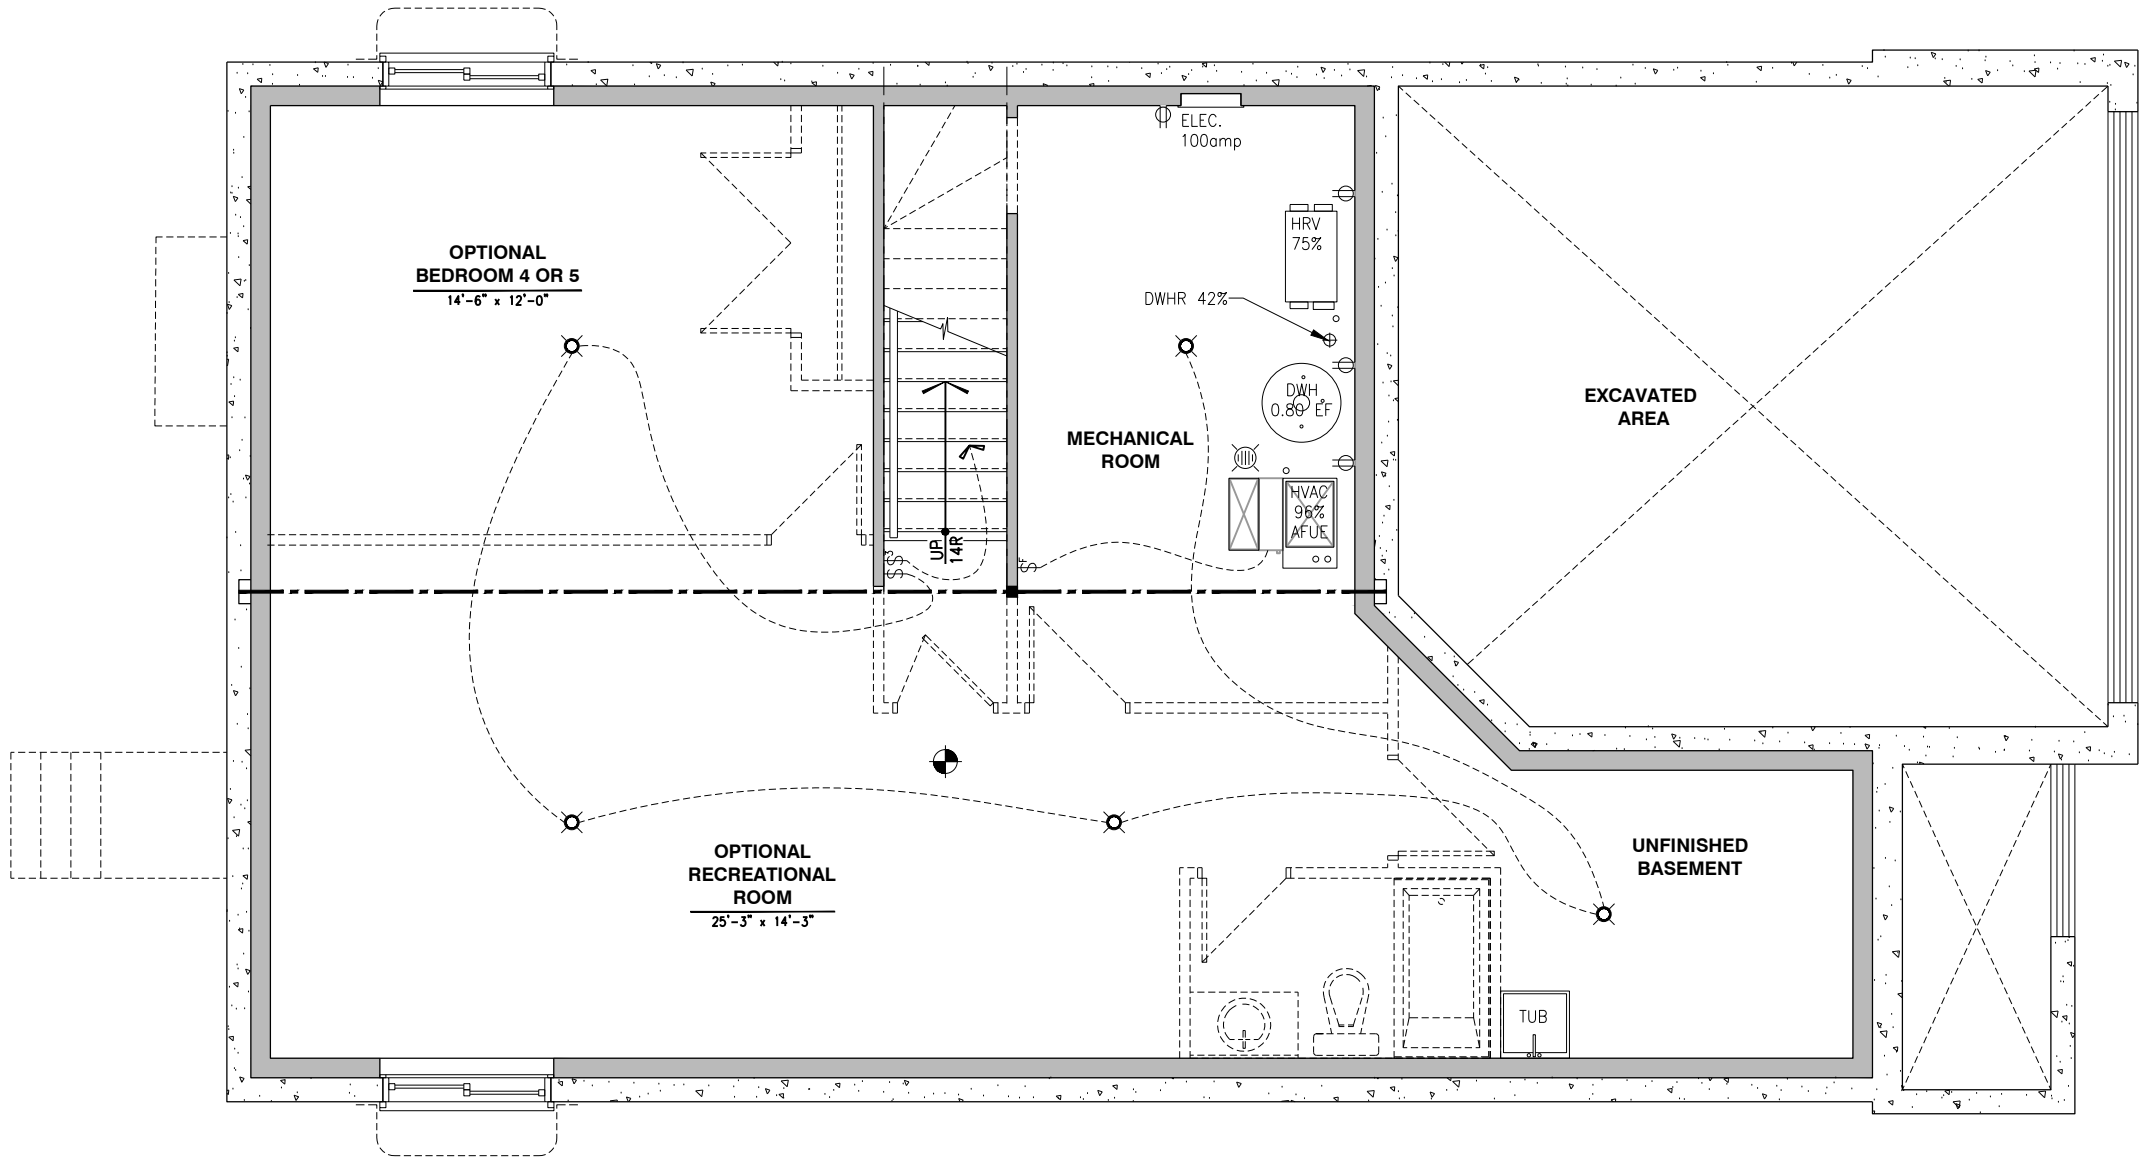 ELEC.
100amp
HRV
75%
OPTIONAL
BEDROOM 4 OR 5
14'-6" x 12'-0"
DWHR 42%
DWH
0.80 EF
EXCAVATED
AREA
MECHANICAL
ROOM
HVAC
96%
AFUE
UP
14R
S S³
S F
OPTIONAL
RECREATIONAL
ROOM
25'-3" x 14'-3"
UNFINISHED
BASEMENT
TUB